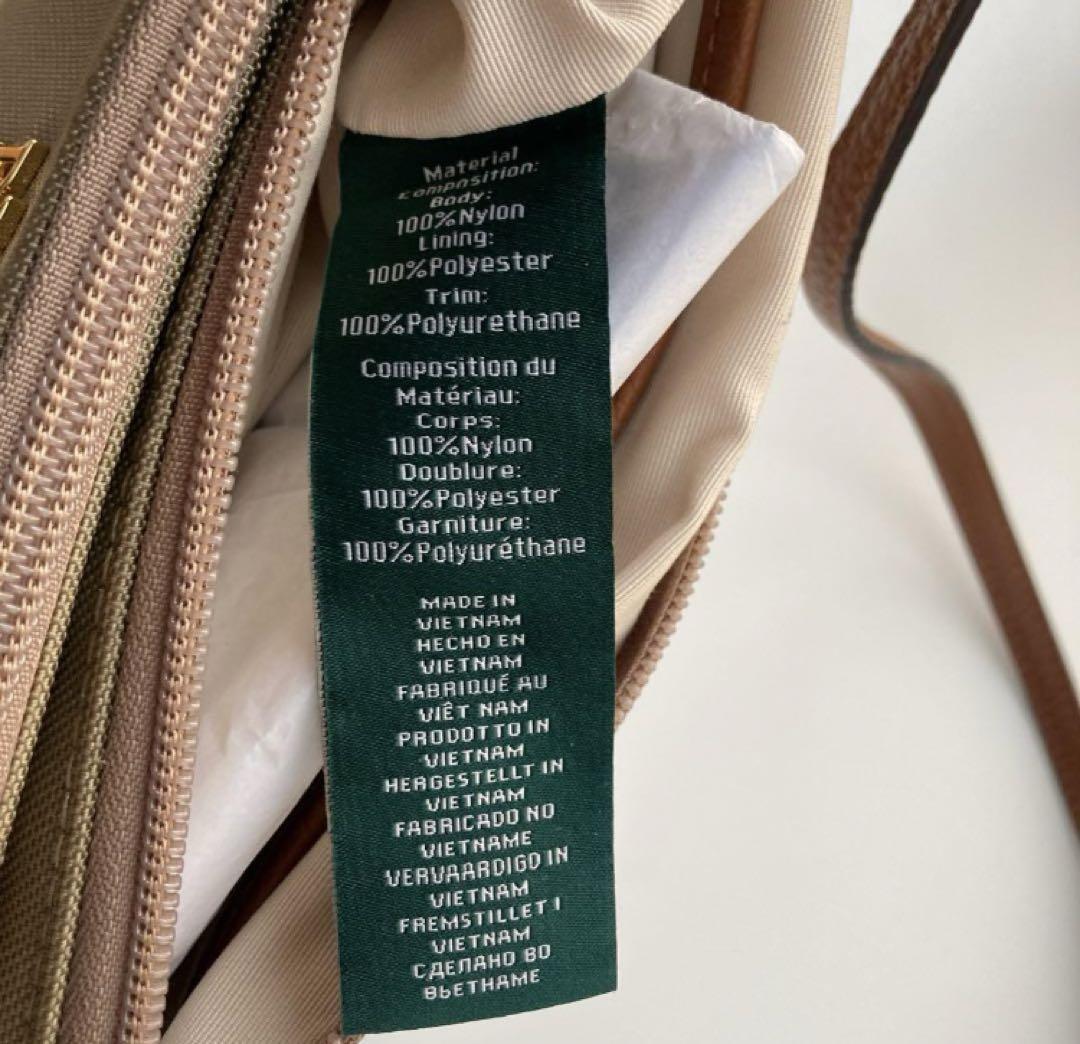 Material
Composition:
Body:
100%Nylon
Lining:
100%Polyester
Trim:
100%Polyurethane
Composition du
Matériau:
Corps:
100%Nylon
Doublure:
100%Polyester
Garniture:
100%Polyuréthane
MADE IN
VIETNAM
HECHO EN
VIETNAM
FABRIQUÉ AU
VIÊT NAM
PRODOTTO IN
VIETNAM
HERGESTELLT IN
VIETNAM
FABRICADO NO
VIETNAME
VERVAARDIGD IN
VIETNAM
FREMSTILLET I
VIETNAM
СДЕЛАНО ВО
ВЬЕТНАМЕ